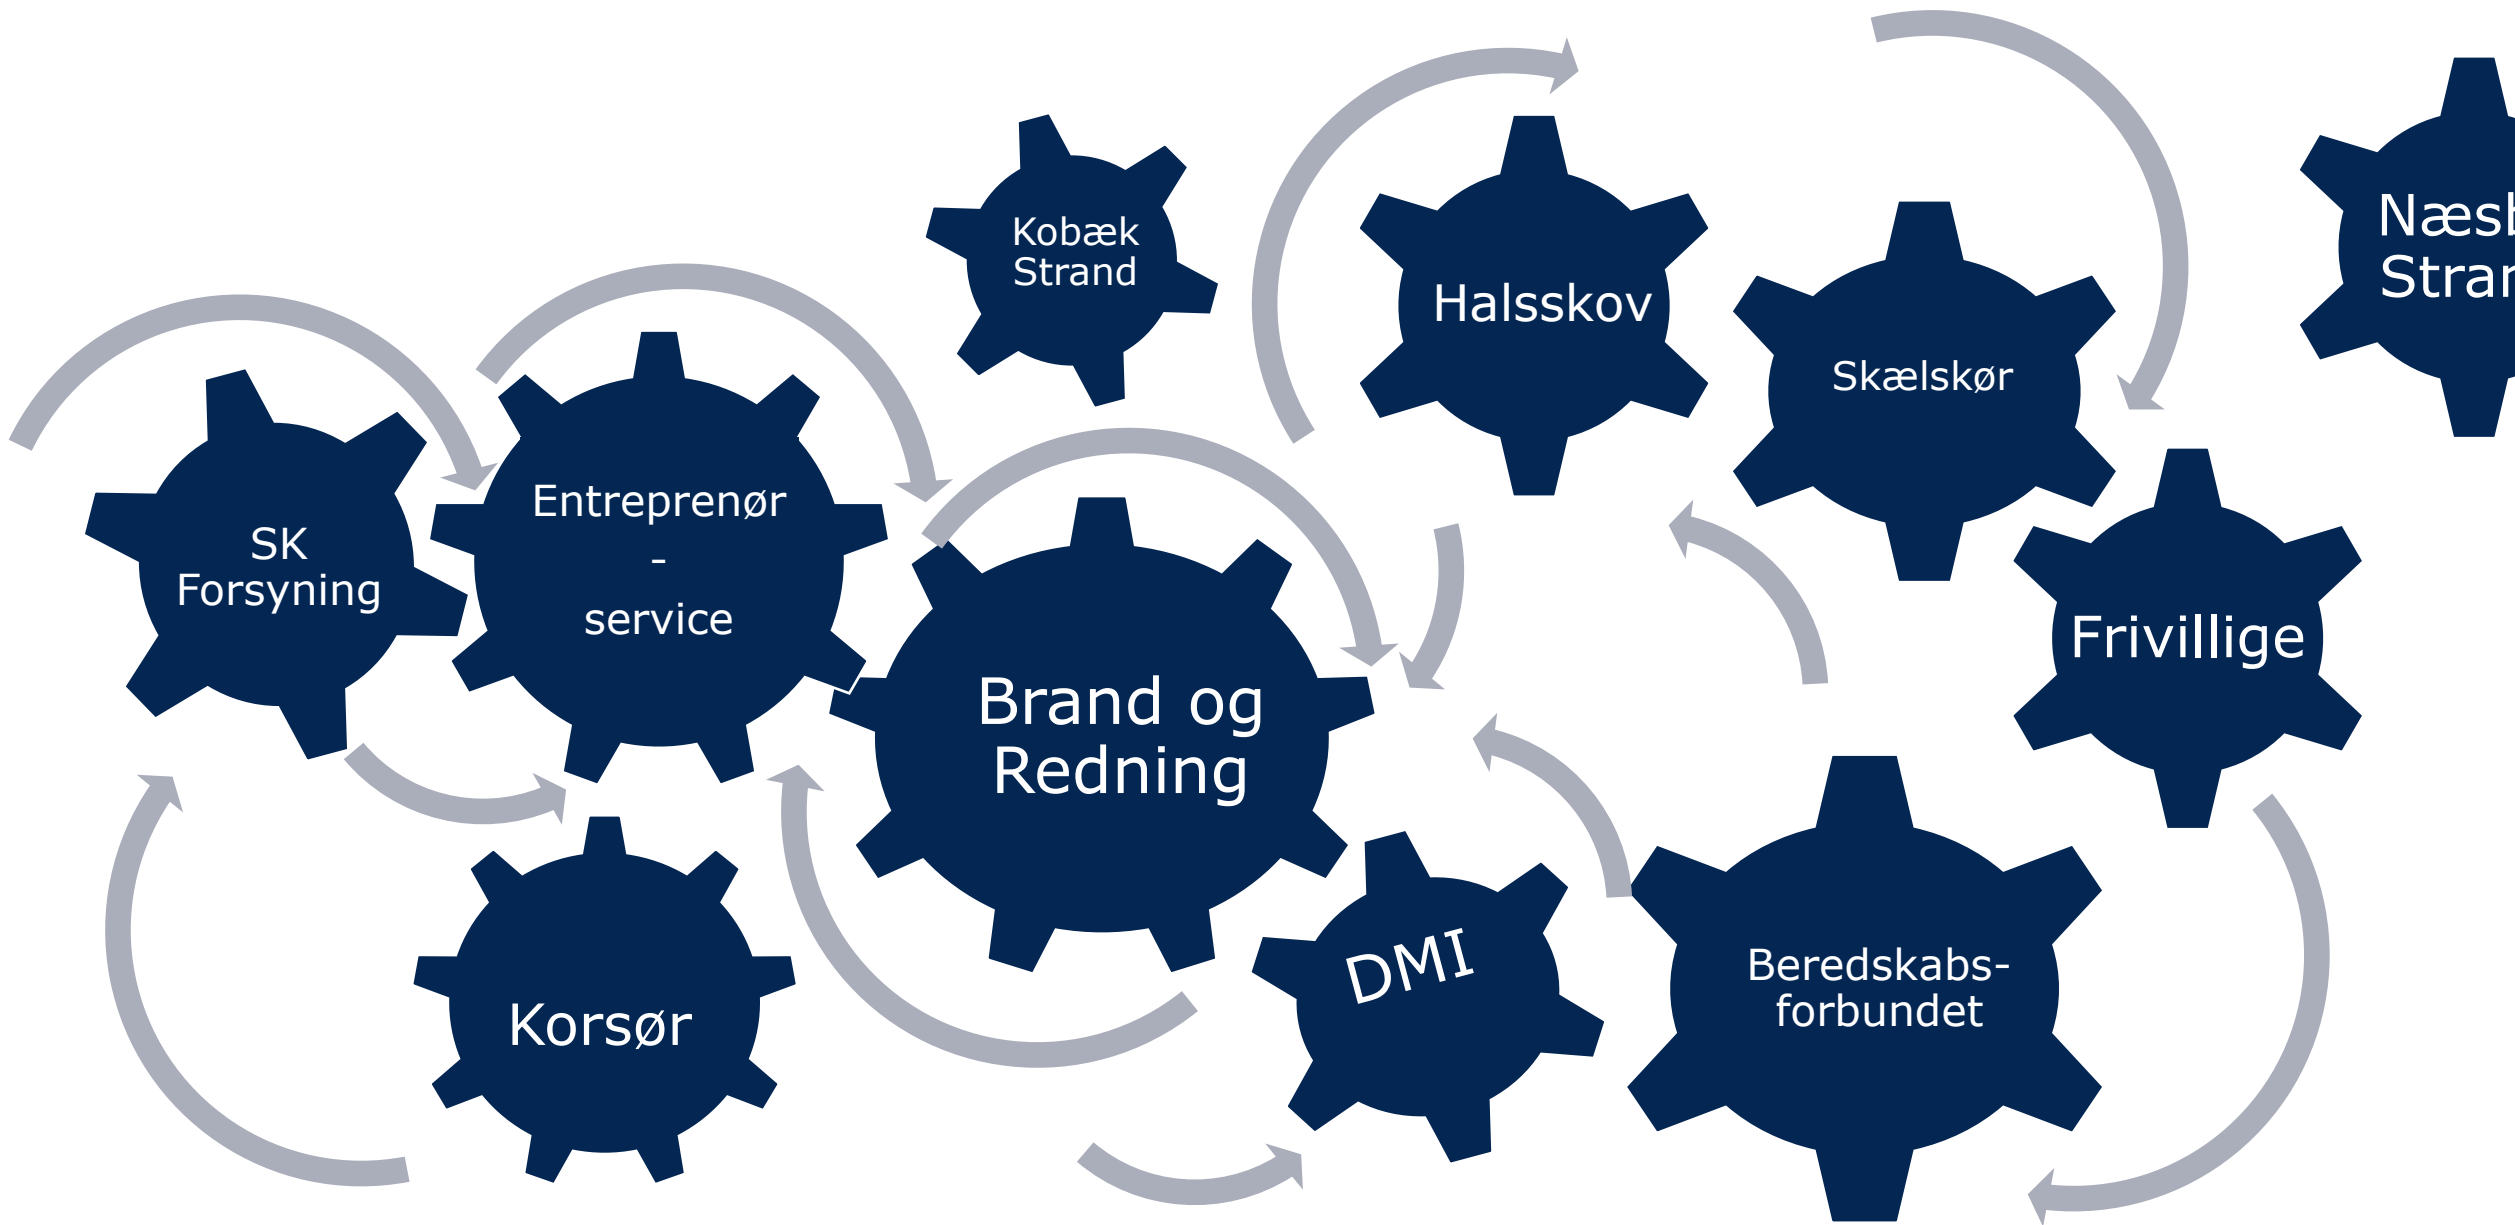 Kobæk
Strand
Halsskov
Skælskør
SK
Forsyning
Entreprenør
-
service
Brand og
Redning
Frivillige
DMI
Beredskabs-
forbundet
Korsør